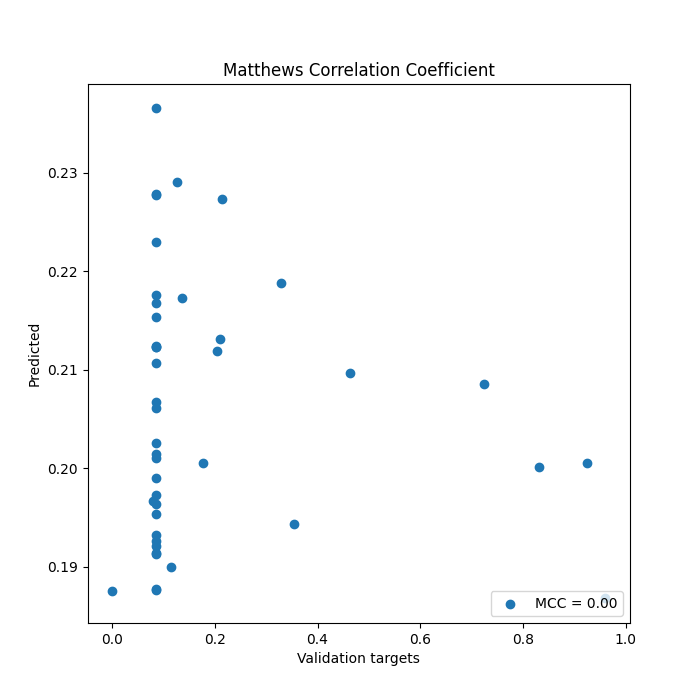 Matthews Correlation Coefficient
0.23
0.22
0.21
0.20
0.19
Predicted
MCC = 0.00
0.0 0.2 0.4 0.6 0.8 1.0
Validation targets